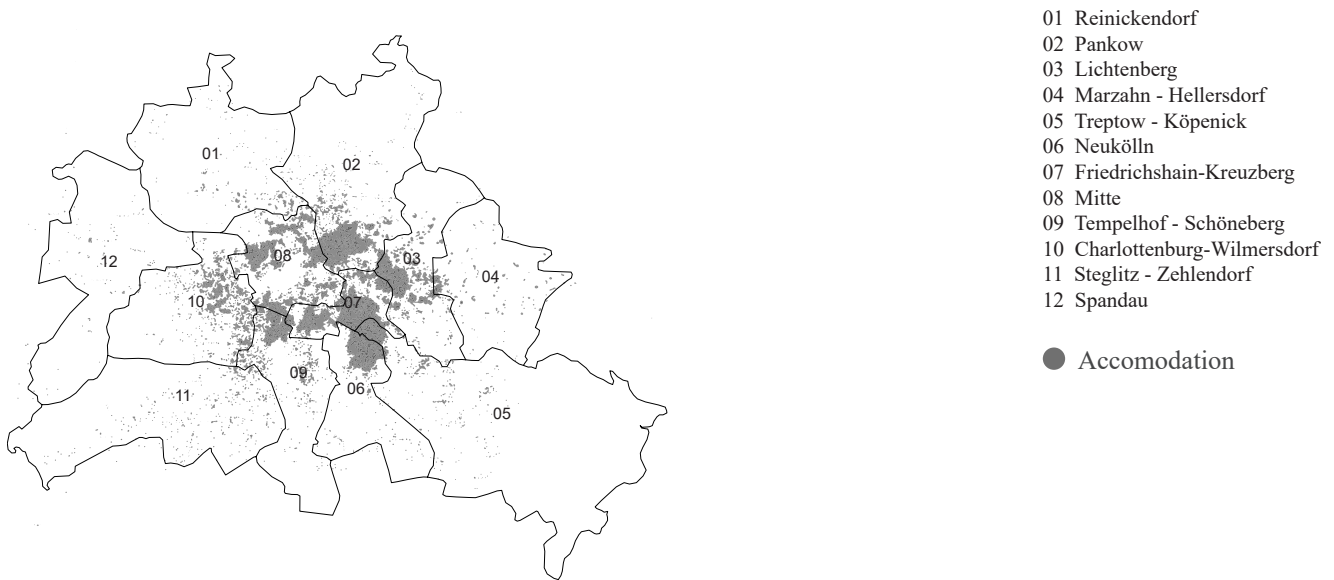 01 Reinickendorf
02 Pankow
03 Lichtenberg
04 Marzahn - Hellersdorf
05 Treptow - Köpenick
06 Neukölln
07 Friedrichshain-Kreuzberg
08 Mitte
09 Tempelhof - Schöneberg
10 Charlottenburg-Wilmersdorf
11 Steglitz - Zehlendorf
12 Spandau
Accomodation
01
02
03
04
05
06
07
08
09
10
11
12